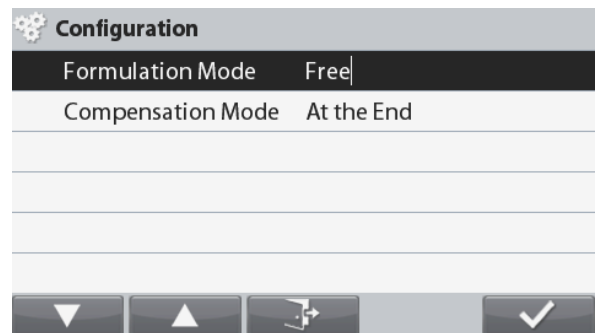 Configuration
Formulation Mode Free
Compensation Mode At the End